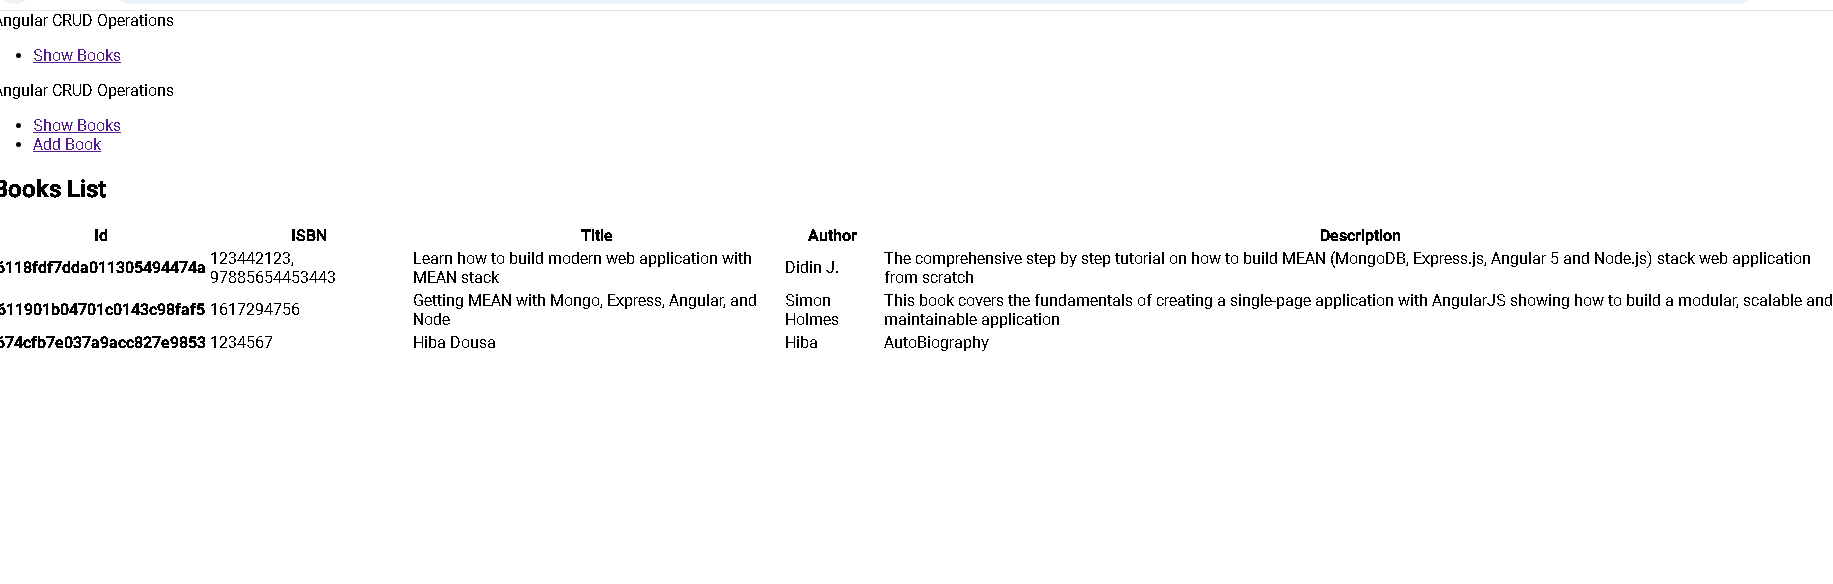 Angular CRUD Operations
Show Books
Angular CRUD Operations
Show Books
Add Book
Books List
Id ISBN Title Author Description
6118fdf7dda011305494474a 123442123, 97885654453443 Learn how to build modern web application with MEAN stack Didin J. The comprehensive step by step tutorial on how to build MEAN (MongoDB, Express.js, Angular 5 and Node.js) stack web application from scratch
611901b04701c0143c98faf5 1617294756 Getting MEAN with Mongo, Express, Angular, and Node Simon Holmes This book covers the fundamentals of creating a single-page application with AngularJS showing how to build a modular, scalable and maintainable application
674cfb7e037a9acc827e9853 1234567 Hiba Dousa Hiba AutoBiography